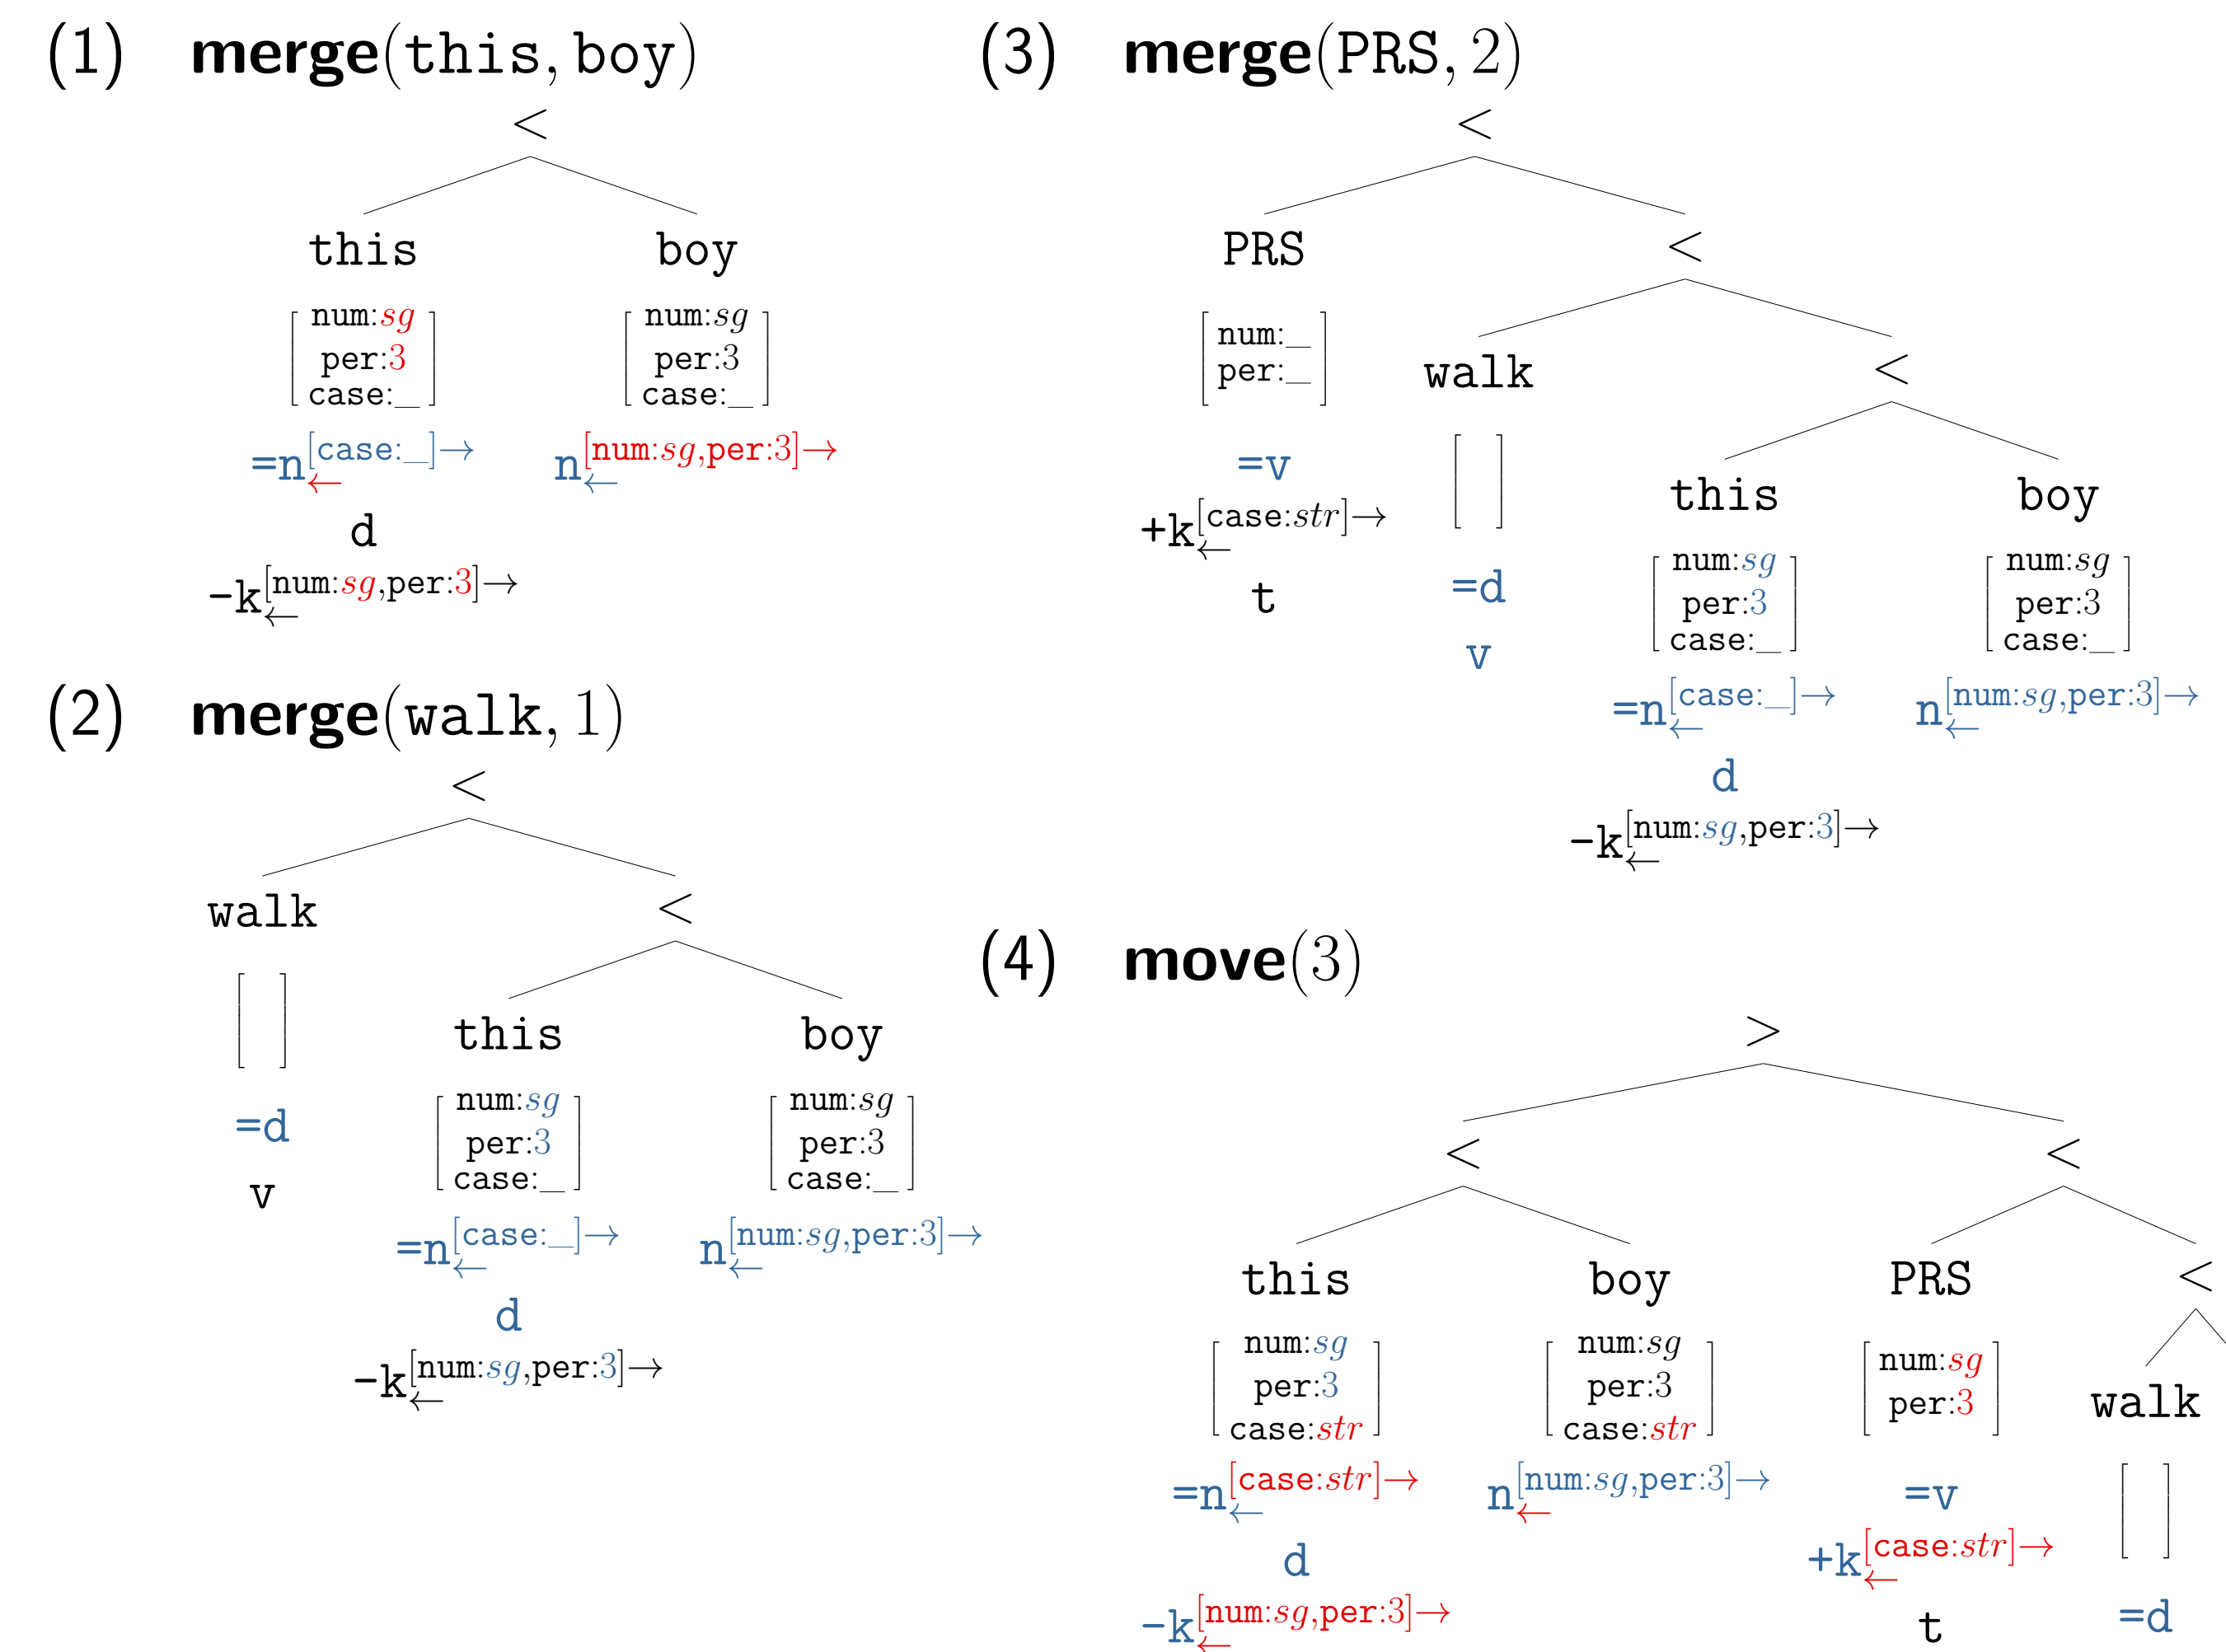 (1) merge(this, boy)
<
this boy
[num:sg per:3 case:_] [num:sg per:3 case:_]
=n←[case:_]→ n←[num:sg,per:3]→
d
-k←[num:sg,per:3]→
(2) merge(walk, 1)
<
walk <
this boy
[ ] [num:sg per:3 case:_] [num:sg per:3 case:_]
=d =n←[case:_]→ n←[num:sg,per:3]→
v d
-k←[num:sg,per:3]→
(3) merge(PRS, 2)
<
PRS <
[num:_ per:_] walk <
=v [ ] this boy
+k←[case:str]→ =d [num:sg per:3 case:_] [num:sg per:3 case:_]
t v =n←[case:_]→ n←[num:sg,per:3]→
d
-k←[num:sg,per:3]→
(4) move(3)
>
< <
this boy PRS <
[num:sg per:3 case:str] [num:sg per:3 case:str] [num:sg per:3] walk
=n←[case:str]→ n←[num:sg,per:3]→ =v [ ]
d +k←[case:str]→
-k←[num:sg,per:3]→ t =d